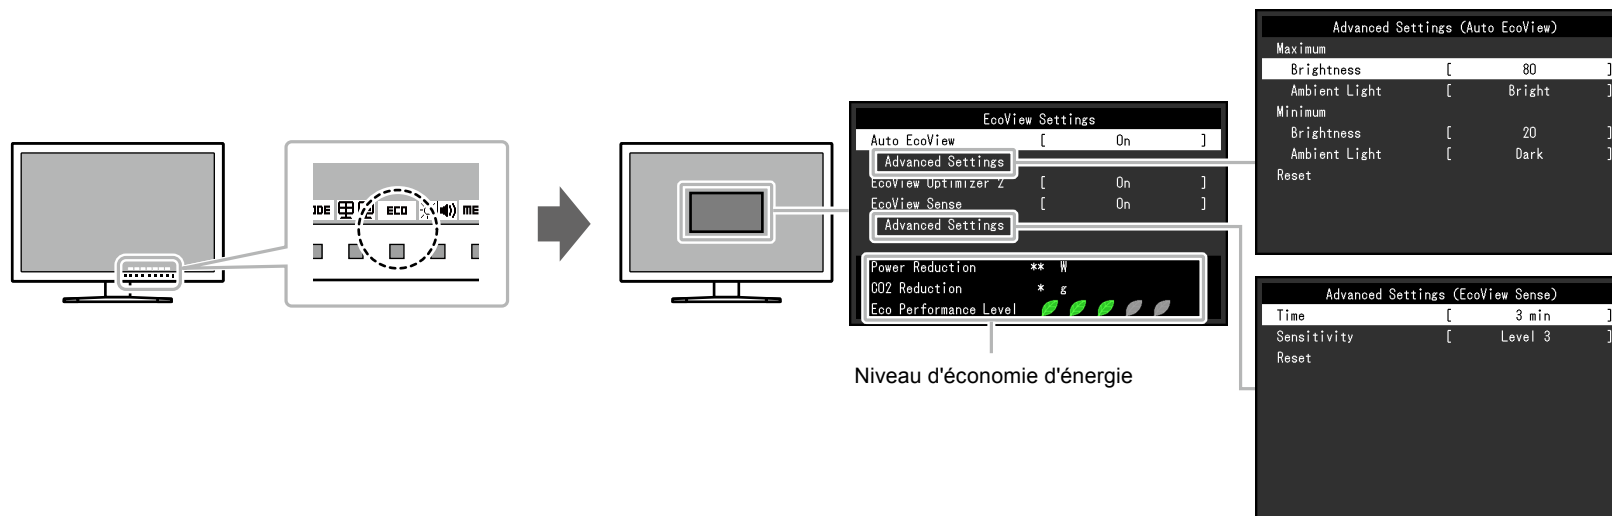 ODE ECO ME
EcoView Settings
Auto EcoView [ On ]
Advanced Settings
EcoView Optimizer 2 [ On ]
EcoView Sense [ On ]
Advanced Settings
Power Reduction ** W
CO2 Reduction * g
Eco Performance Level
Niveau d'économie d'énergie
Advanced Settings (Auto EcoView)
Maximum
Brightness [ 80 ]
Ambient Light [ Bright ]
Minimum
Brightness [ 20 ]
Ambient Light [ Dark ]
Reset
Advanced Settings (EcoView Sense)
Time [ 3 min ]
Sensitivity [ Level 3 ]
Reset